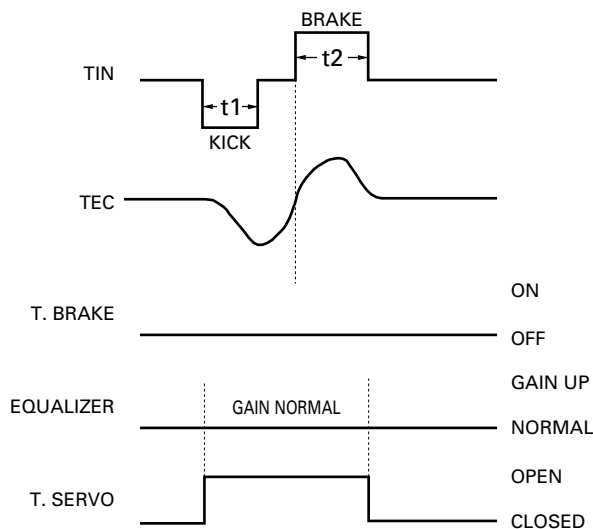 BRAKE
TIN
t1
t2
KICK
TEC
ON
T. BRAKE
OFF
GAIN UP
EQUALIZER
GAIN NORMAL
NORMAL
OPEN
T. SERVO
CLOSED